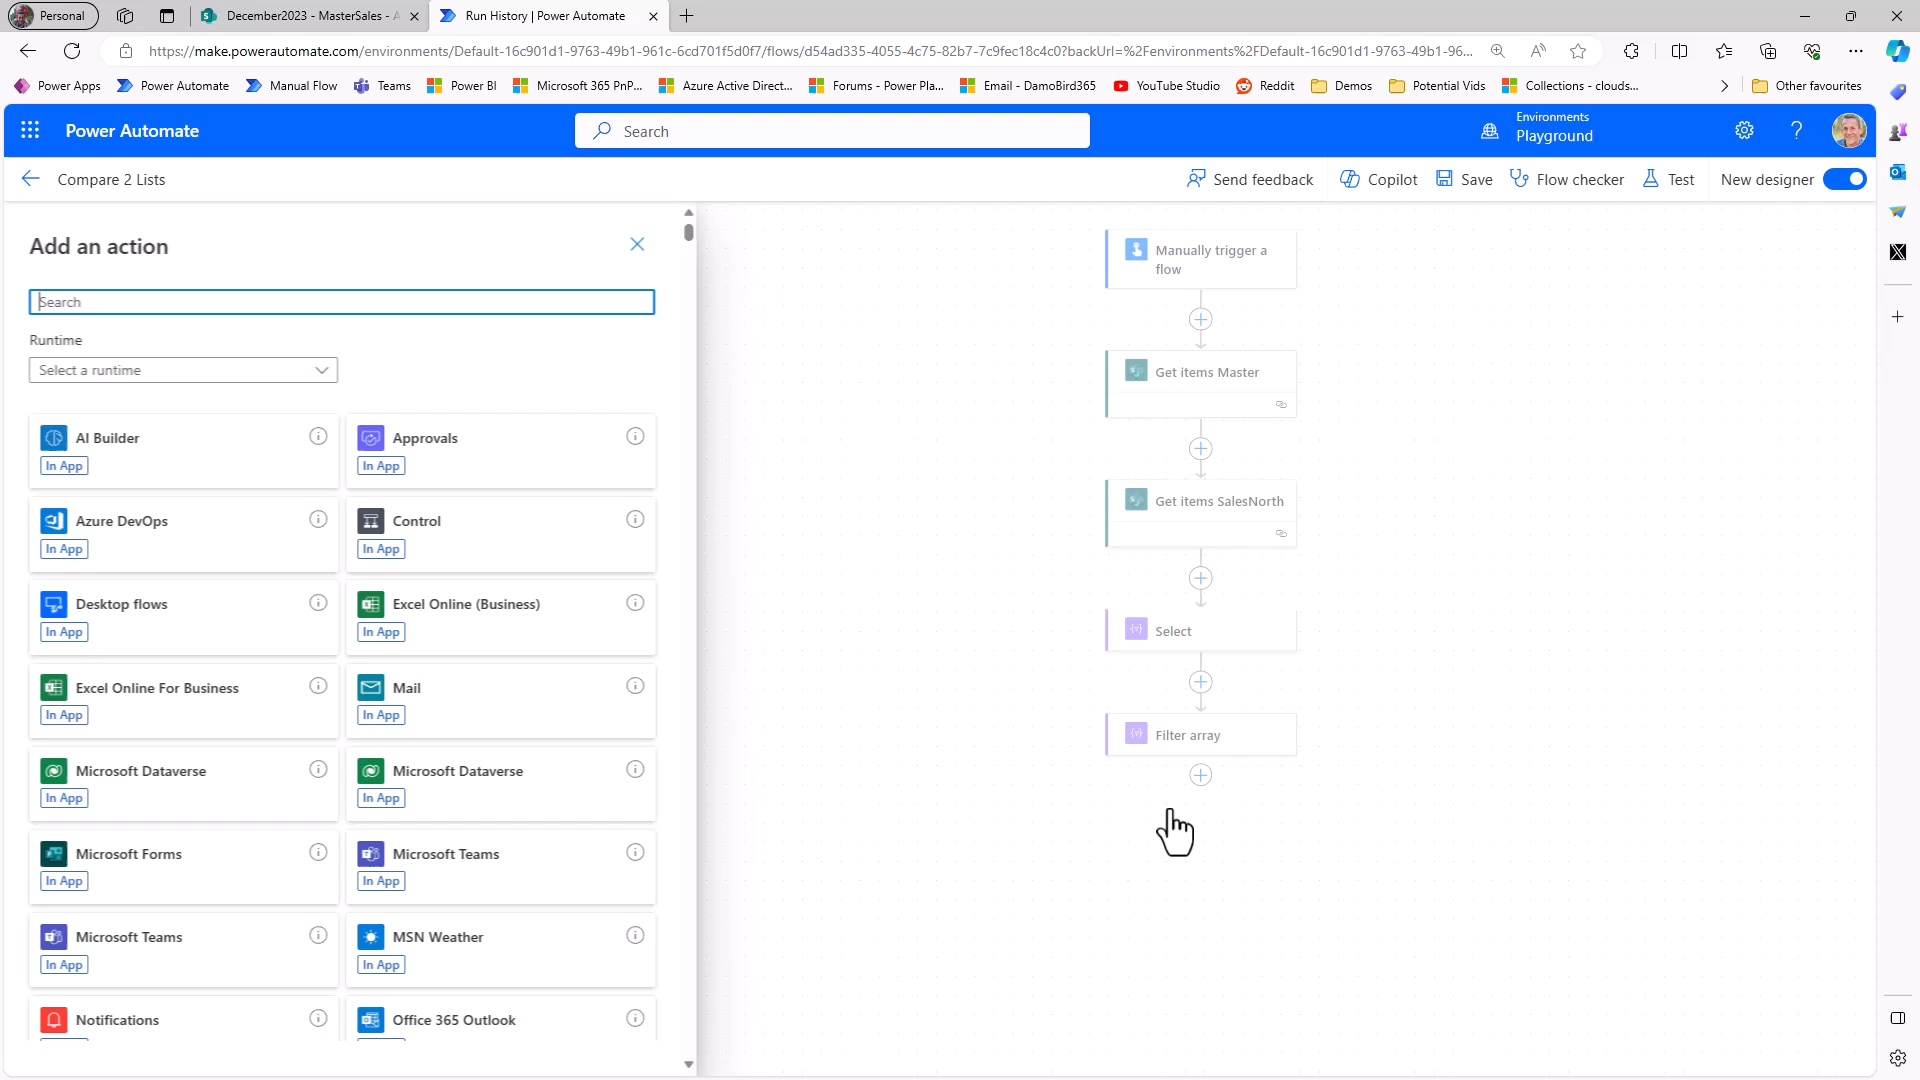 Personal
December2023 - MasterSales - A
Run History | Power Automate
https://make.powerautomate.com/environments/Default-16c901d1-9763-49b1-961c-6cd701f5d0f7/flows/d54ad335-4055-4c75-82b7-7c9fec18c4c0?backUrl=%2Fenvironments%2FDefault-16c901d1-9763-49b1-96...
Power Apps
Power Automate
Manual Flow
Teams
Power BI
Microsoft 365 PnP...
Azure Active Direct...
Forums - Power Pla...
Email - DamoBird365
YouTube Studio
Reddit
Demos
Potential Vids
Collections - clouds...
Other favourites
Power Automate
Search
Environments
Playground
Compare 2 Lists
Send feedback
Copilot
Save
Flow checker
Test
New designer
Add an action
Search
Runtime
Select a runtime
AI Builder
In App
Approvals
In App
Azure DevOps
In App
Control
In App
Desktop flows
In App
Excel Online (Business)
In App
Excel Online For Business
In App
Mail
In App
Microsoft Dataverse
In App
Microsoft Dataverse
In App
Microsoft Forms
In App
Microsoft Teams
In App
Microsoft Teams
In App
MSN Weather
In App
Notifications
Office 365 Outlook
Manually trigger a
flow
Get items Master
Get items SalesNorth
Select
Filter array